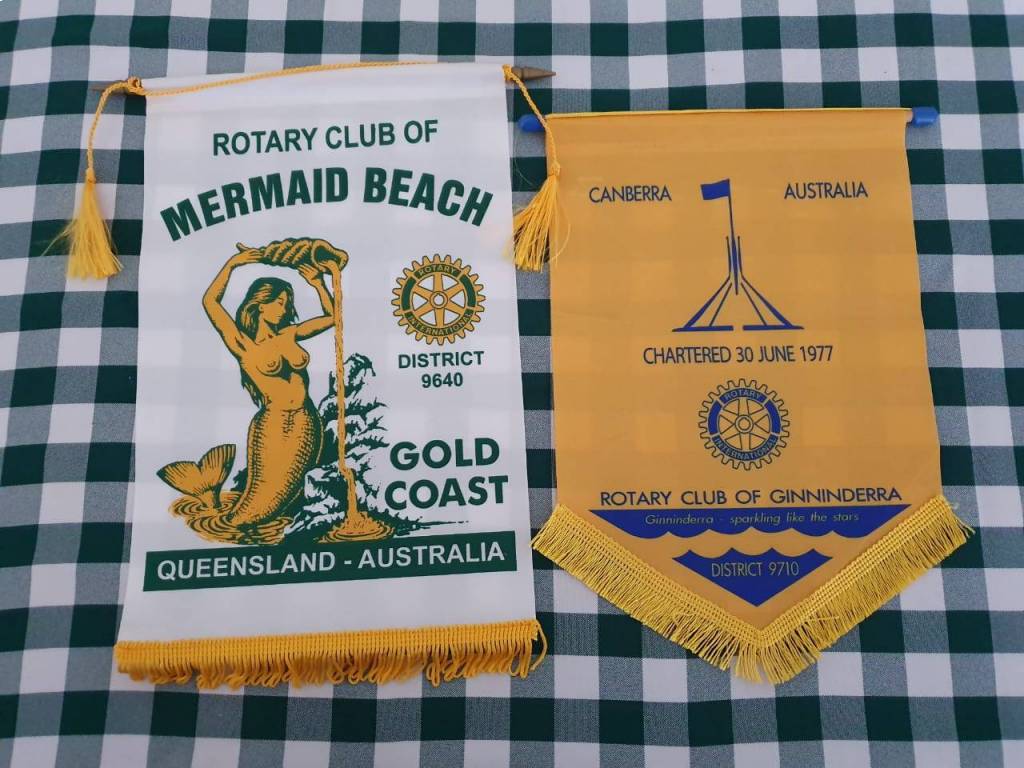 ROTARY CLUB OF
MERMAID BEACH
ROTARY
INTERNATIONAL
DISTRICT
9640
GOLD
COAST
QUEENSLAND - AUSTRALIA
CANBERRA AUSTRALIA
CHARTERED 30 JUNE 1977
ROTARY
INTERNATIONAL
ROTARY CLUB OF GINNINDERRA
Ginninderra - sparkling like the stars
DISTRICT 9710